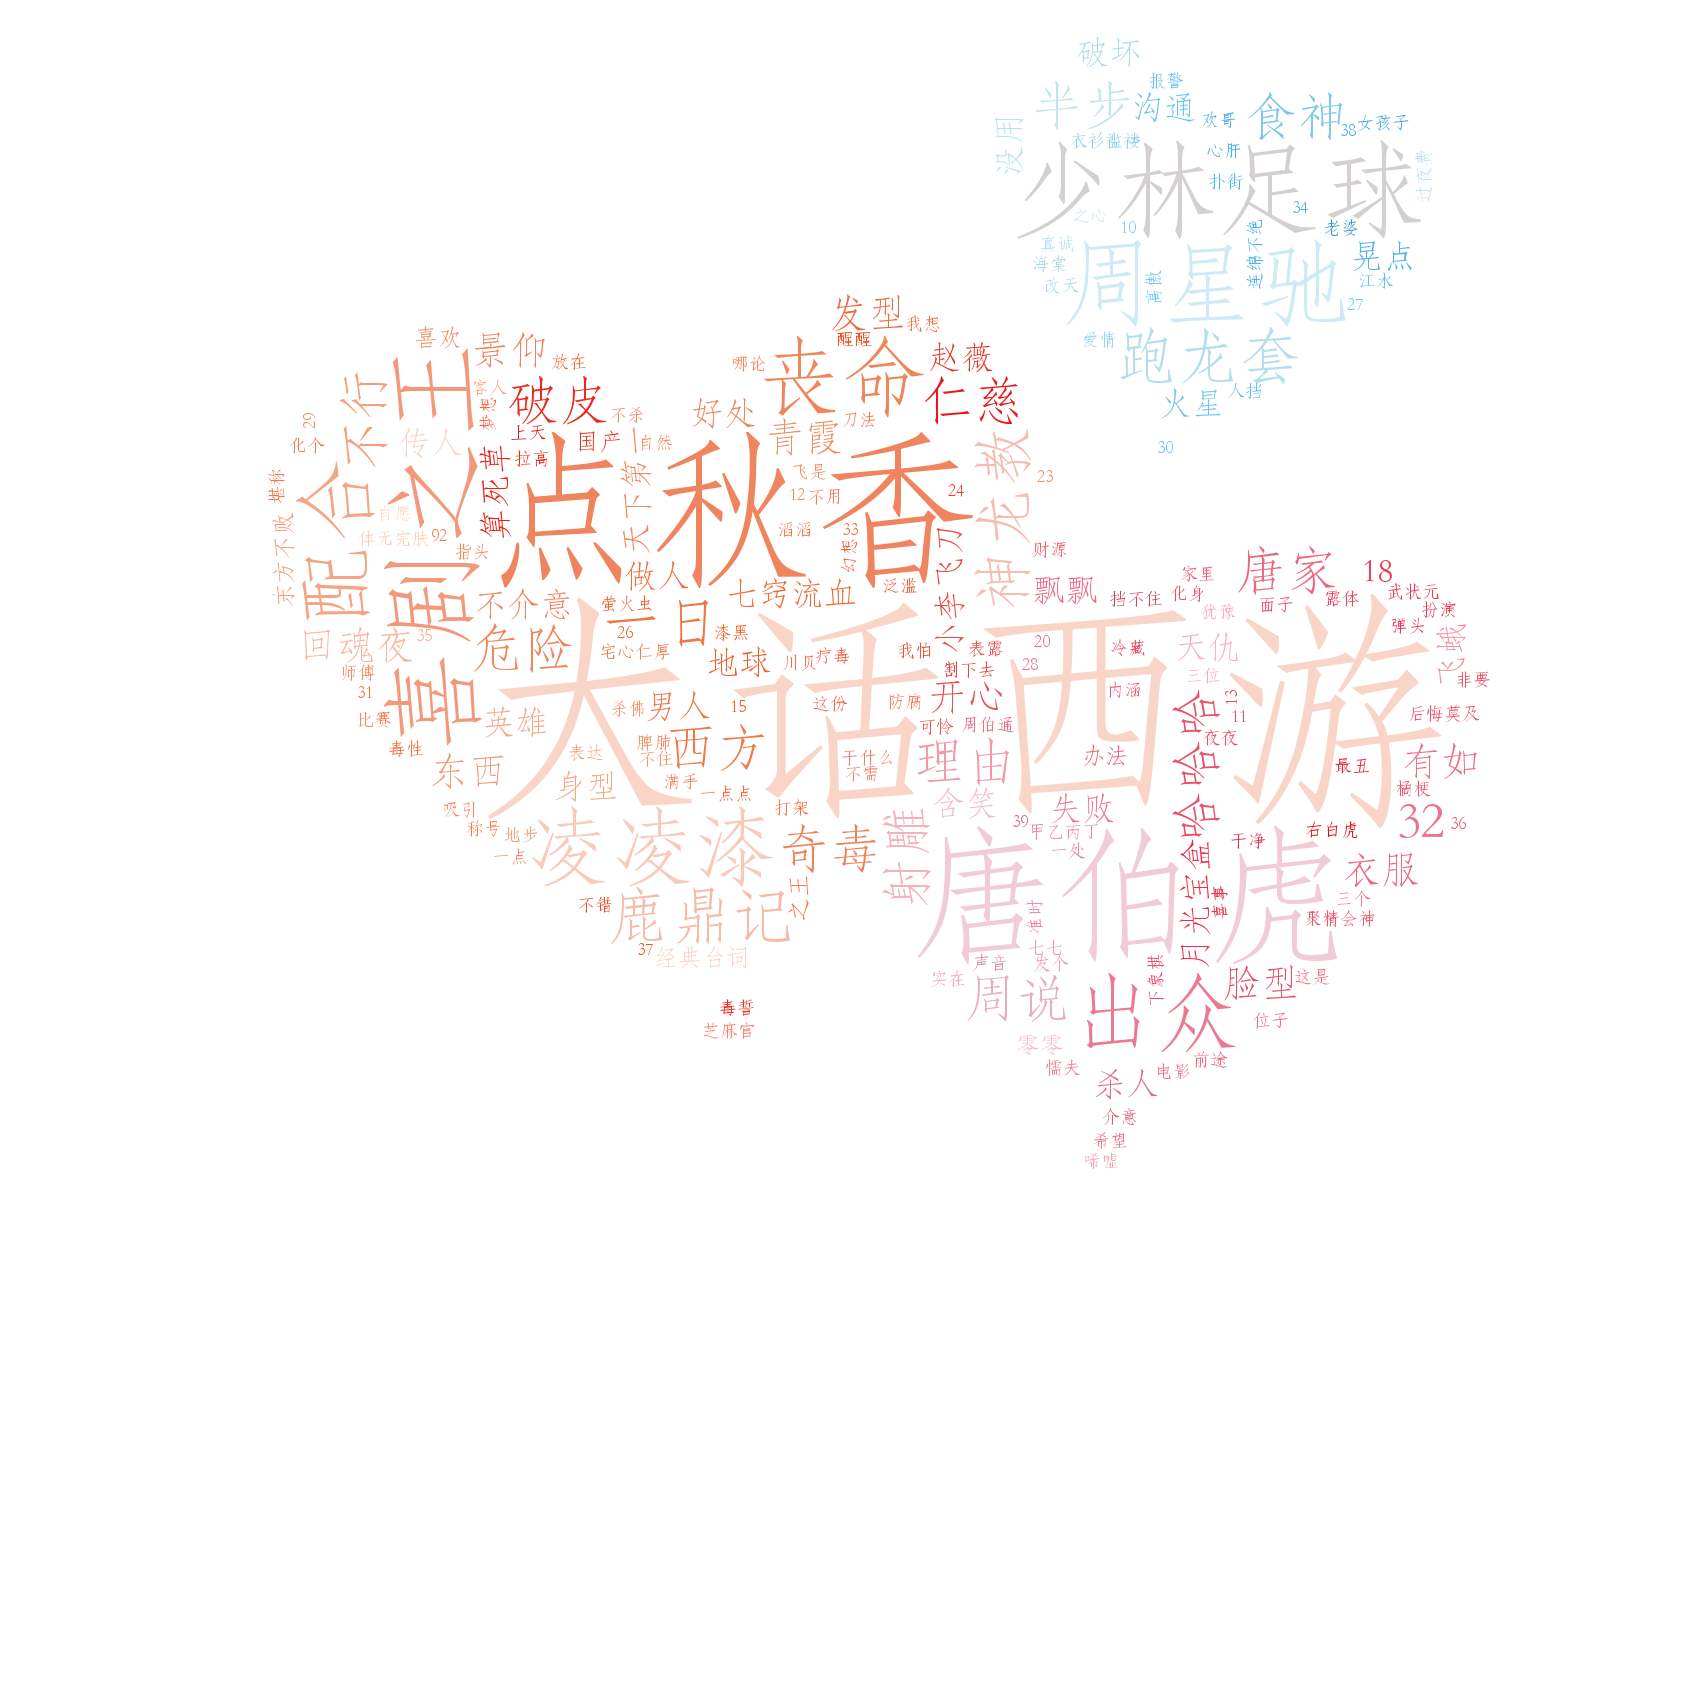 破坏
报警
半步
沟通
欢哥
食神
38
女孩子
没用
衣衫滥褛
心肝
少林足球
过夜费
扑街
之心
10
34
老婆
真诚
海棠
改天
周星驰
高傲
连绵不绝
晃点
江水
27
爱情
跑龙套
人挡
火星
30
发型
我想
醒醒
喜欢
景仰
放在
哪论
丧命
赵薇
不行
喜剧之王
客人
梦想
破皮
不杀
好处
刀法
仁慈
29
化个
传人
上天
国产
自然
青霞
拉高
点秋香
神龙教
堪称
配合
算死草
天下第一
飞是
12
不用
24
23
自愿
东方不败
体无完肤
92
指头
滔滔
33
幻想
小李飞刀
财源
做人
七窍流血
泛滥
飘飘
挡不住
家里
化身
唐家
18
面子
露体
武状元
扮演
弹头
不介意
萤火虫
一日
漆黑
犹豫
回魂夜
35
危险
26
宅心仁厚
地球
川贝
疗毒
我怕
表露
20
冷藏
天仇
飞蛾
师傅
31
割下去
28
三位
非要
大话西游
比赛
英雄
杀佛
男人
15
这份
防腐
开心
内涵
13
11
后悔莫及
毒性
可怜
周伯通
哈哈哈
夜夜
脾肺
不住
西方
表达
干什么
不需
理由
办法
最丑
有如
东西
身型
满手
一点点
橘梗
吸引
打架
含笑
失败
32
36
称号
地步
一点
凌凌漆
奇毒
射雕
39
甲乙丙丁
一处
干净
右白虎
唐伯虎
月光宝盒
衣服
不错
鹿鼎记
之王
准时
喜事
三个
聚精会神
37
经典台词
七七
声音
发个
实在
下象棋
脸型
这是
毒誓
芝麻官
周说
出众
位子
零零
懦夫
前途
电影
杀人
介意
希望
唏嘘